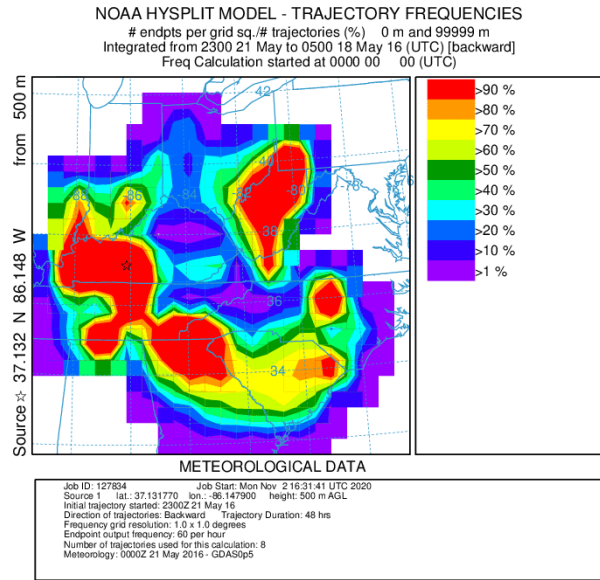 NOAA HYSPLIT MODEL - TRAJECTORY FREQUENCIES
# endpts per grid sq./# trajectories (%) 0 m and 99999 m
Integrated from 2300 21 May to 0500 18 May 16 (UTC) [backward]
Freq Calculation started at 0000 00 00 (UTC)
Source ☆ 37.132 N 86.148 W from 500 m
42
40
-88
-86
-84
-82
-80
-78
38
36
34
>90 %
>80 %
>70 %
>60 %
>50 %
>40 %
>30 %
>20 %
>10 %
>1 %
METEOROLOGICAL DATA
Job ID: 127834 Job Start: Mon Nov 2 16:31:41 UTC 2020
Source 1 lat.: 37.131770 lon.: -86.147900 height: 500 m AGL
Initial trajectory started: 2300Z 21 May 16
Direction of trajectories: Backward Trajectory Duration: 48 hrs
Frequency grid resolution: 1.0 x 1.0 degrees
Endpoint output frequency: 60 per hour
Number of trajectories used for this calculation: 8
Meteorology: 0000Z 21 May 2016 - GDAS0p5